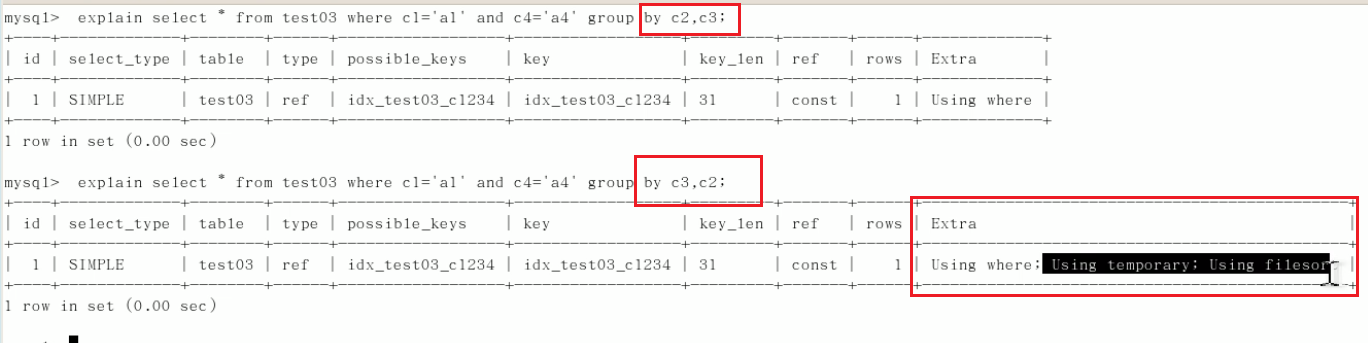 mysql>  explain select * from test03 where c1='a1' and c4='a4' group by c2,c3;
+----+-------------+--------+------+-----------------+-----------------+---------+-------+------+-------------+
| id | select_type | table  | type | possible_keys   | key             | key_len | ref   | rows | Extra       |
+----+-------------+--------+------+-----------------+-----------------+---------+-------+------+-------------+
|  1 | SIMPLE      | test03 | ref  | idx_test03_c1234 | idx_test03_c1234 | 31      | const |    1 | Using where |
+----+-------------+--------+------+-----------------+-----------------+---------+-------+------+-------------+
1 row in set (0.00 sec)
mysql>  explain select * from test03 where c1='a1' and c4='a4' group by c3,c2;
+----+-------------+--------+------+-----------------+-----------------+---------+-------+------+----------------------------------------------+
| id | select_type | table  | type | possible_keys   | key             | key_len | ref   | rows | Extra                                        |
+----+-------------+--------+------+-----------------+-----------------+---------+-------+------+----------------------------------------------+
|  1 | SIMPLE      | test03 | ref  | idx_test03_c1234 | idx_test03_c1234 | 31      | const |    1 | Using where; Using temporary; Using filesort |
+----+-------------+--------+------+-----------------+-----------------+---------+-------+------+----------------------------------------------+
1 row in set (0.00 sec)